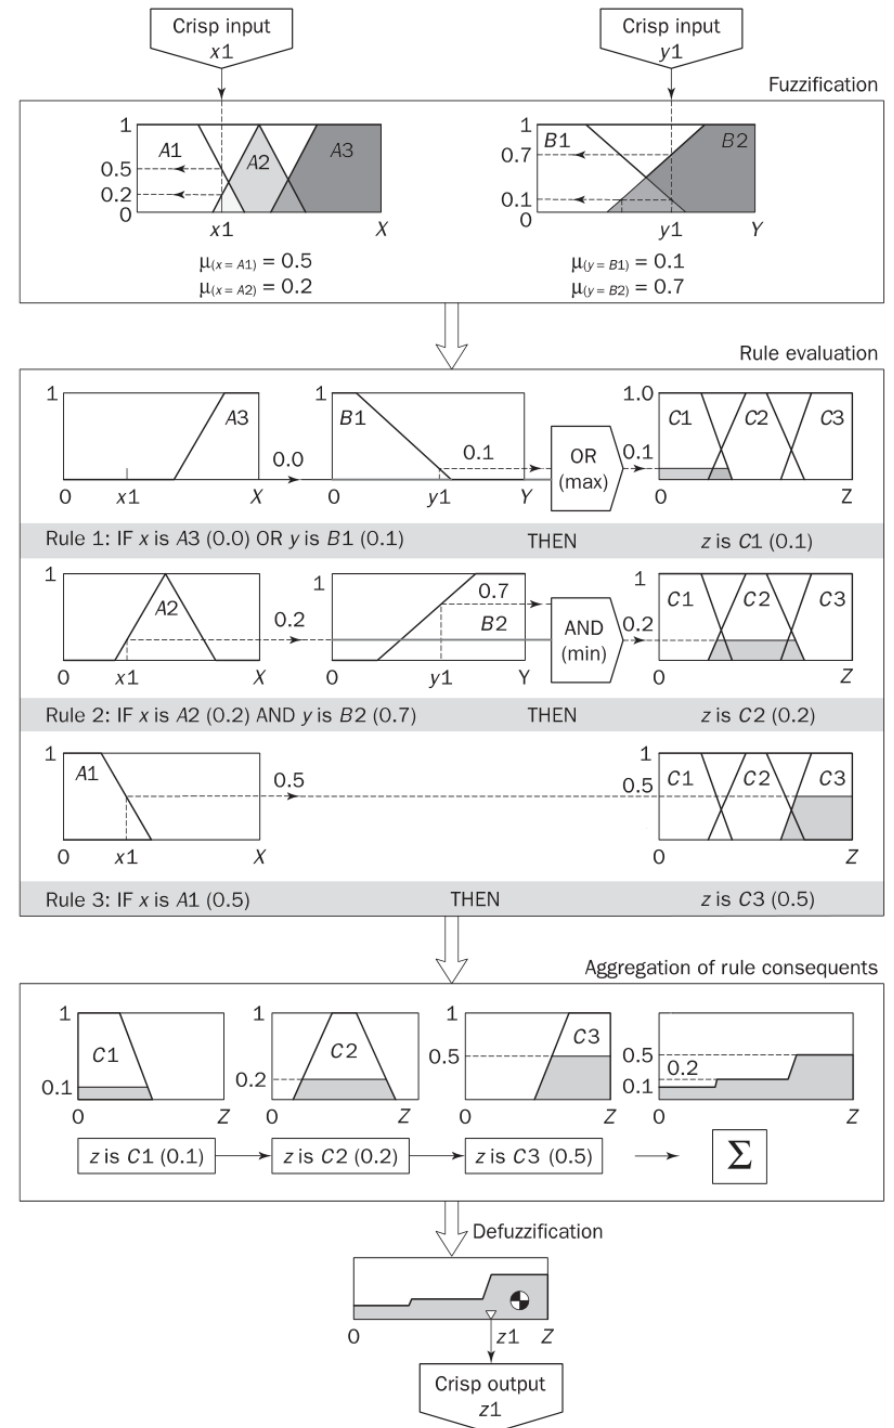 Crisp input
x1
Crisp input
y1
Fuzzification
1
A1
A2
A3
0.5
0.2
0
x1
X
1
B1
B2
0.7
0.1
0
y1
Y
μ(x = A1) = 0.5
μ(x = A2) = 0.2
μ(y = B1) = 0.1
μ(y = B2) = 0.7
Rule evaluation
1
A3
0
x1
X
0.0
1
B1
0
y1
Y
0.1
OR
(max)
0.1
1.0
C1
C2
C3
0
Z
Rule 1: IF x is A3 (0.0) OR y is B1 (0.1)
THEN
z is C1 (0.1)
1
A2
0
x1
X
0.2
1
B2
0
y1
Y
0.7
AND
(min)
0.2
1
C1
C2
C3
0
Z
Rule 2: IF x is A2 (0.2) AND y is B2 (0.7)
THEN
z is C2 (0.2)
1
A1
0
x1
X
0.5
1
0.5
C1
C2
C3
0
Z
Rule 3: IF x is A1 (0.5)
THEN
z is C3 (0.5)
Aggregation of rule consequents
1
C1
0.1
0
Z
1
C2
0.2
0
Z
1
C3
0.5
0
Z
0.5
0.2
0.1
0
Z
z is C1 (0.1)
z is C2 (0.2)
z is C3 (0.5)
Σ
Defuzzification
0
z1
Z
Crisp output
z1